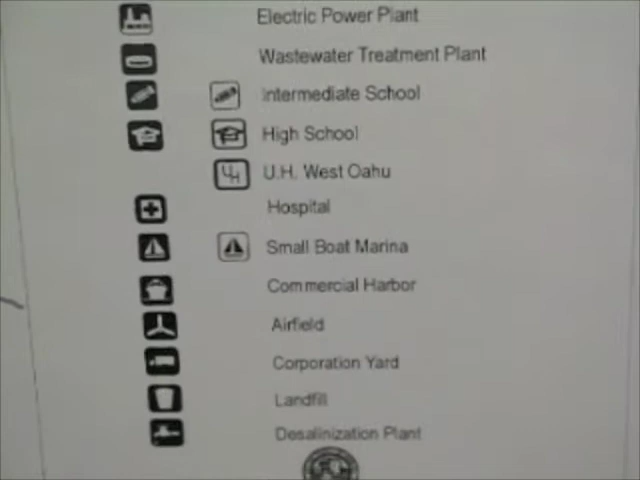 Electric Power Plant
Wastewater Treatment Plant
Intermediate School
High School
UH U.H. West Oahu
Hospital
Small Boat Marina
Commercial Harbor
Airfield
Corporation Yard
Landfill
Desalinization Plant